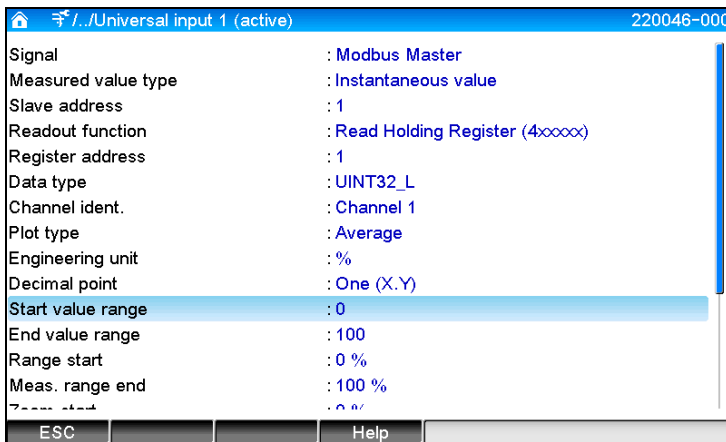 /../Universal input 1 (active) 220046-000
Signal : Modbus Master
Measured value type : Instantaneous value
Slave address : 1
Readout function : Read Holding Register (4xxxxx)
Register address : 1
Data type : UINT32_L
Channel ident. : Channel 1
Plot type : Average
Engineering unit : %
Decimal point : One (X.Y)
Start value range : 0
End value range : 100
Range start : 0 %
Meas. range end : 100 %
Zoom start : 0 %
ESC Help